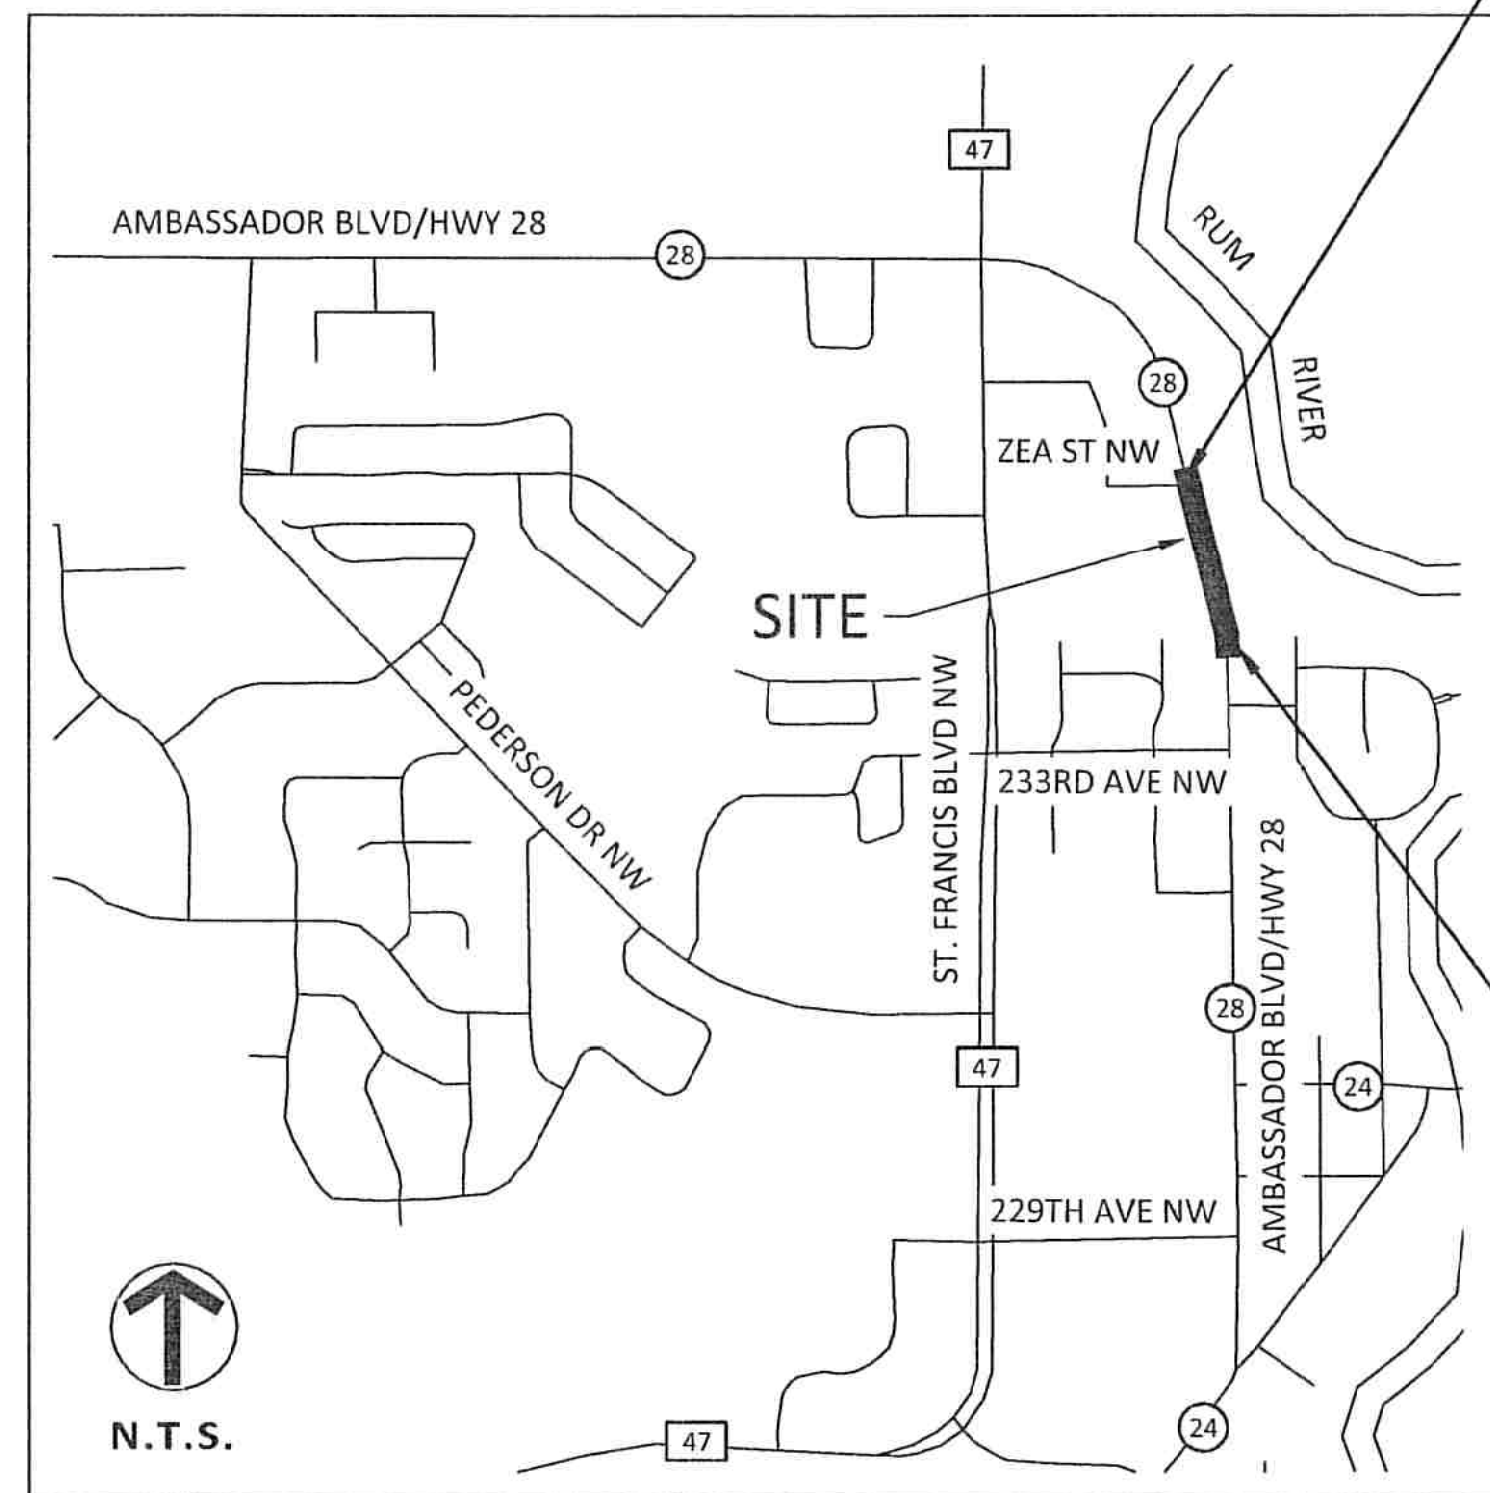 47
AMBASSADOR BLVD/HWY 28
28
RUM
RIVER
28
ZEA ST NW
SITE
ST. FRANCIS BLVD NW
PEDERSON DR NW
233RD AVE NW
AMBASSADOR BLVD/HWY 28
28
47
24
229TH AVE NW
N.T.S.
47
24